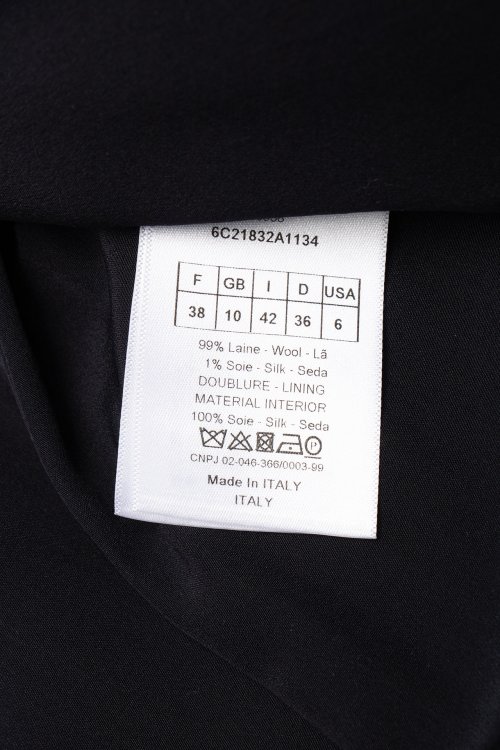 6C21832A1134
F GB I D USA
38 10 42 36 6
99% Laine - Wool - Lã
1% Soie - Silk - Seda
DOUBLURE - LINING
MATERIAL INTERIOR
100% Soie - Silk - Seda
P
CNPJ 02-046-366/0003-99
Made In ITALY
ITALY